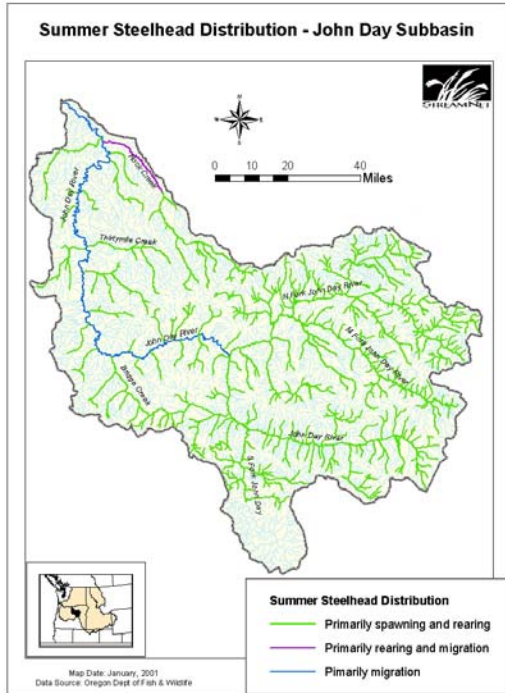 Summer Steelhead Distribution - John Day Subbasin
STREAMNET
N
W
E
S
0
10
20
40
Miles
Rock Creek
John Day River
Thirtymile Creek
N Fork John Day River
John Day River
M Fork John Day River
Bridge Creek
John Day River
S Fork John Day
Summer Steelhead Distribution
Primarily spawning and rearing
Primarily rearing and migration
Pimarily migration
Map Date: January, 2001
Data Source: Oregon Dept of Fish & Wildlife